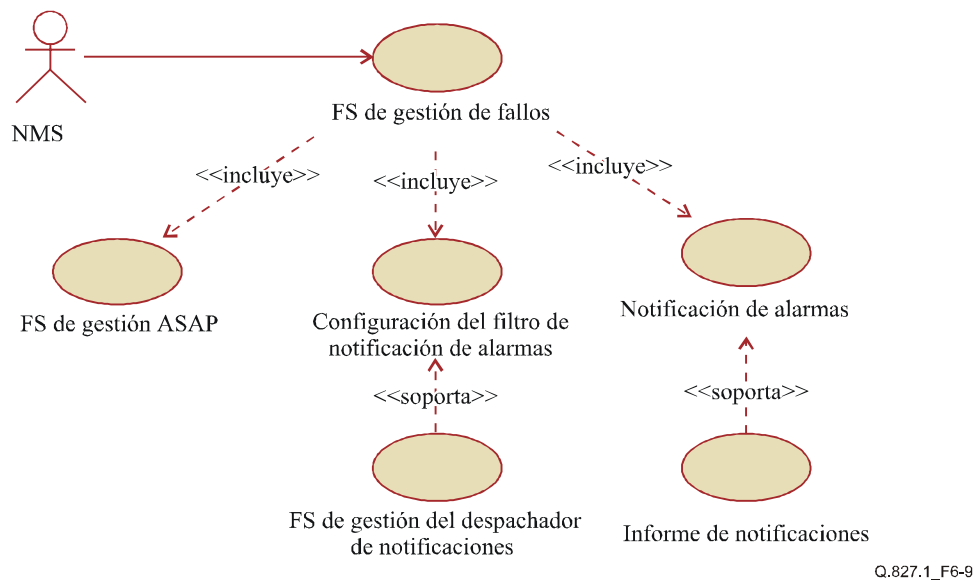 FS de gestión de fallos
NMS
<<incluye>>
<<incluye>>
<<incluye>>
FS de gestión ASAP
Configuración del filtro de
notificación de alarmas
Notificación de alarmas
<<soporta>>
<<soporta>>
FS de gestión del despachador
de notificaciones
Informe de notificaciones
Q.827.1_F6-9